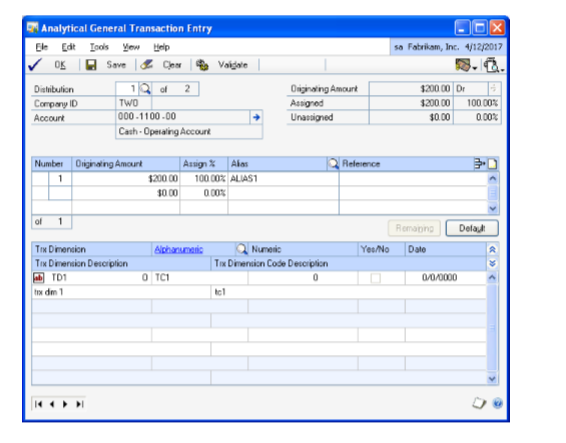 Analytical General Transaction Entry
File Edit Tools View Help sa Fabrikam, Inc. 4/12/2017
OK Save Clear Validate
Distribution 1 of 2 Originating Amount $200.00 Dr
Company ID TWO Assigned $200.00 100.00%
Account 000 -1100 -00 Unassigned $0.00 0.00%
Cash - Operating Account
Number Originating Amount Assign % Alias Reference
1 $200.00 100.00% ALIAS1
$0.00 0.00%
of 1 Remaining Default
Trx Dimension Alphanumeric Numeric Yes/No Date
Trx Dimension Description Trx Dimension Code Description
ab TD1 0 TC1 0 0/0/0000
trx dim 1 tc1